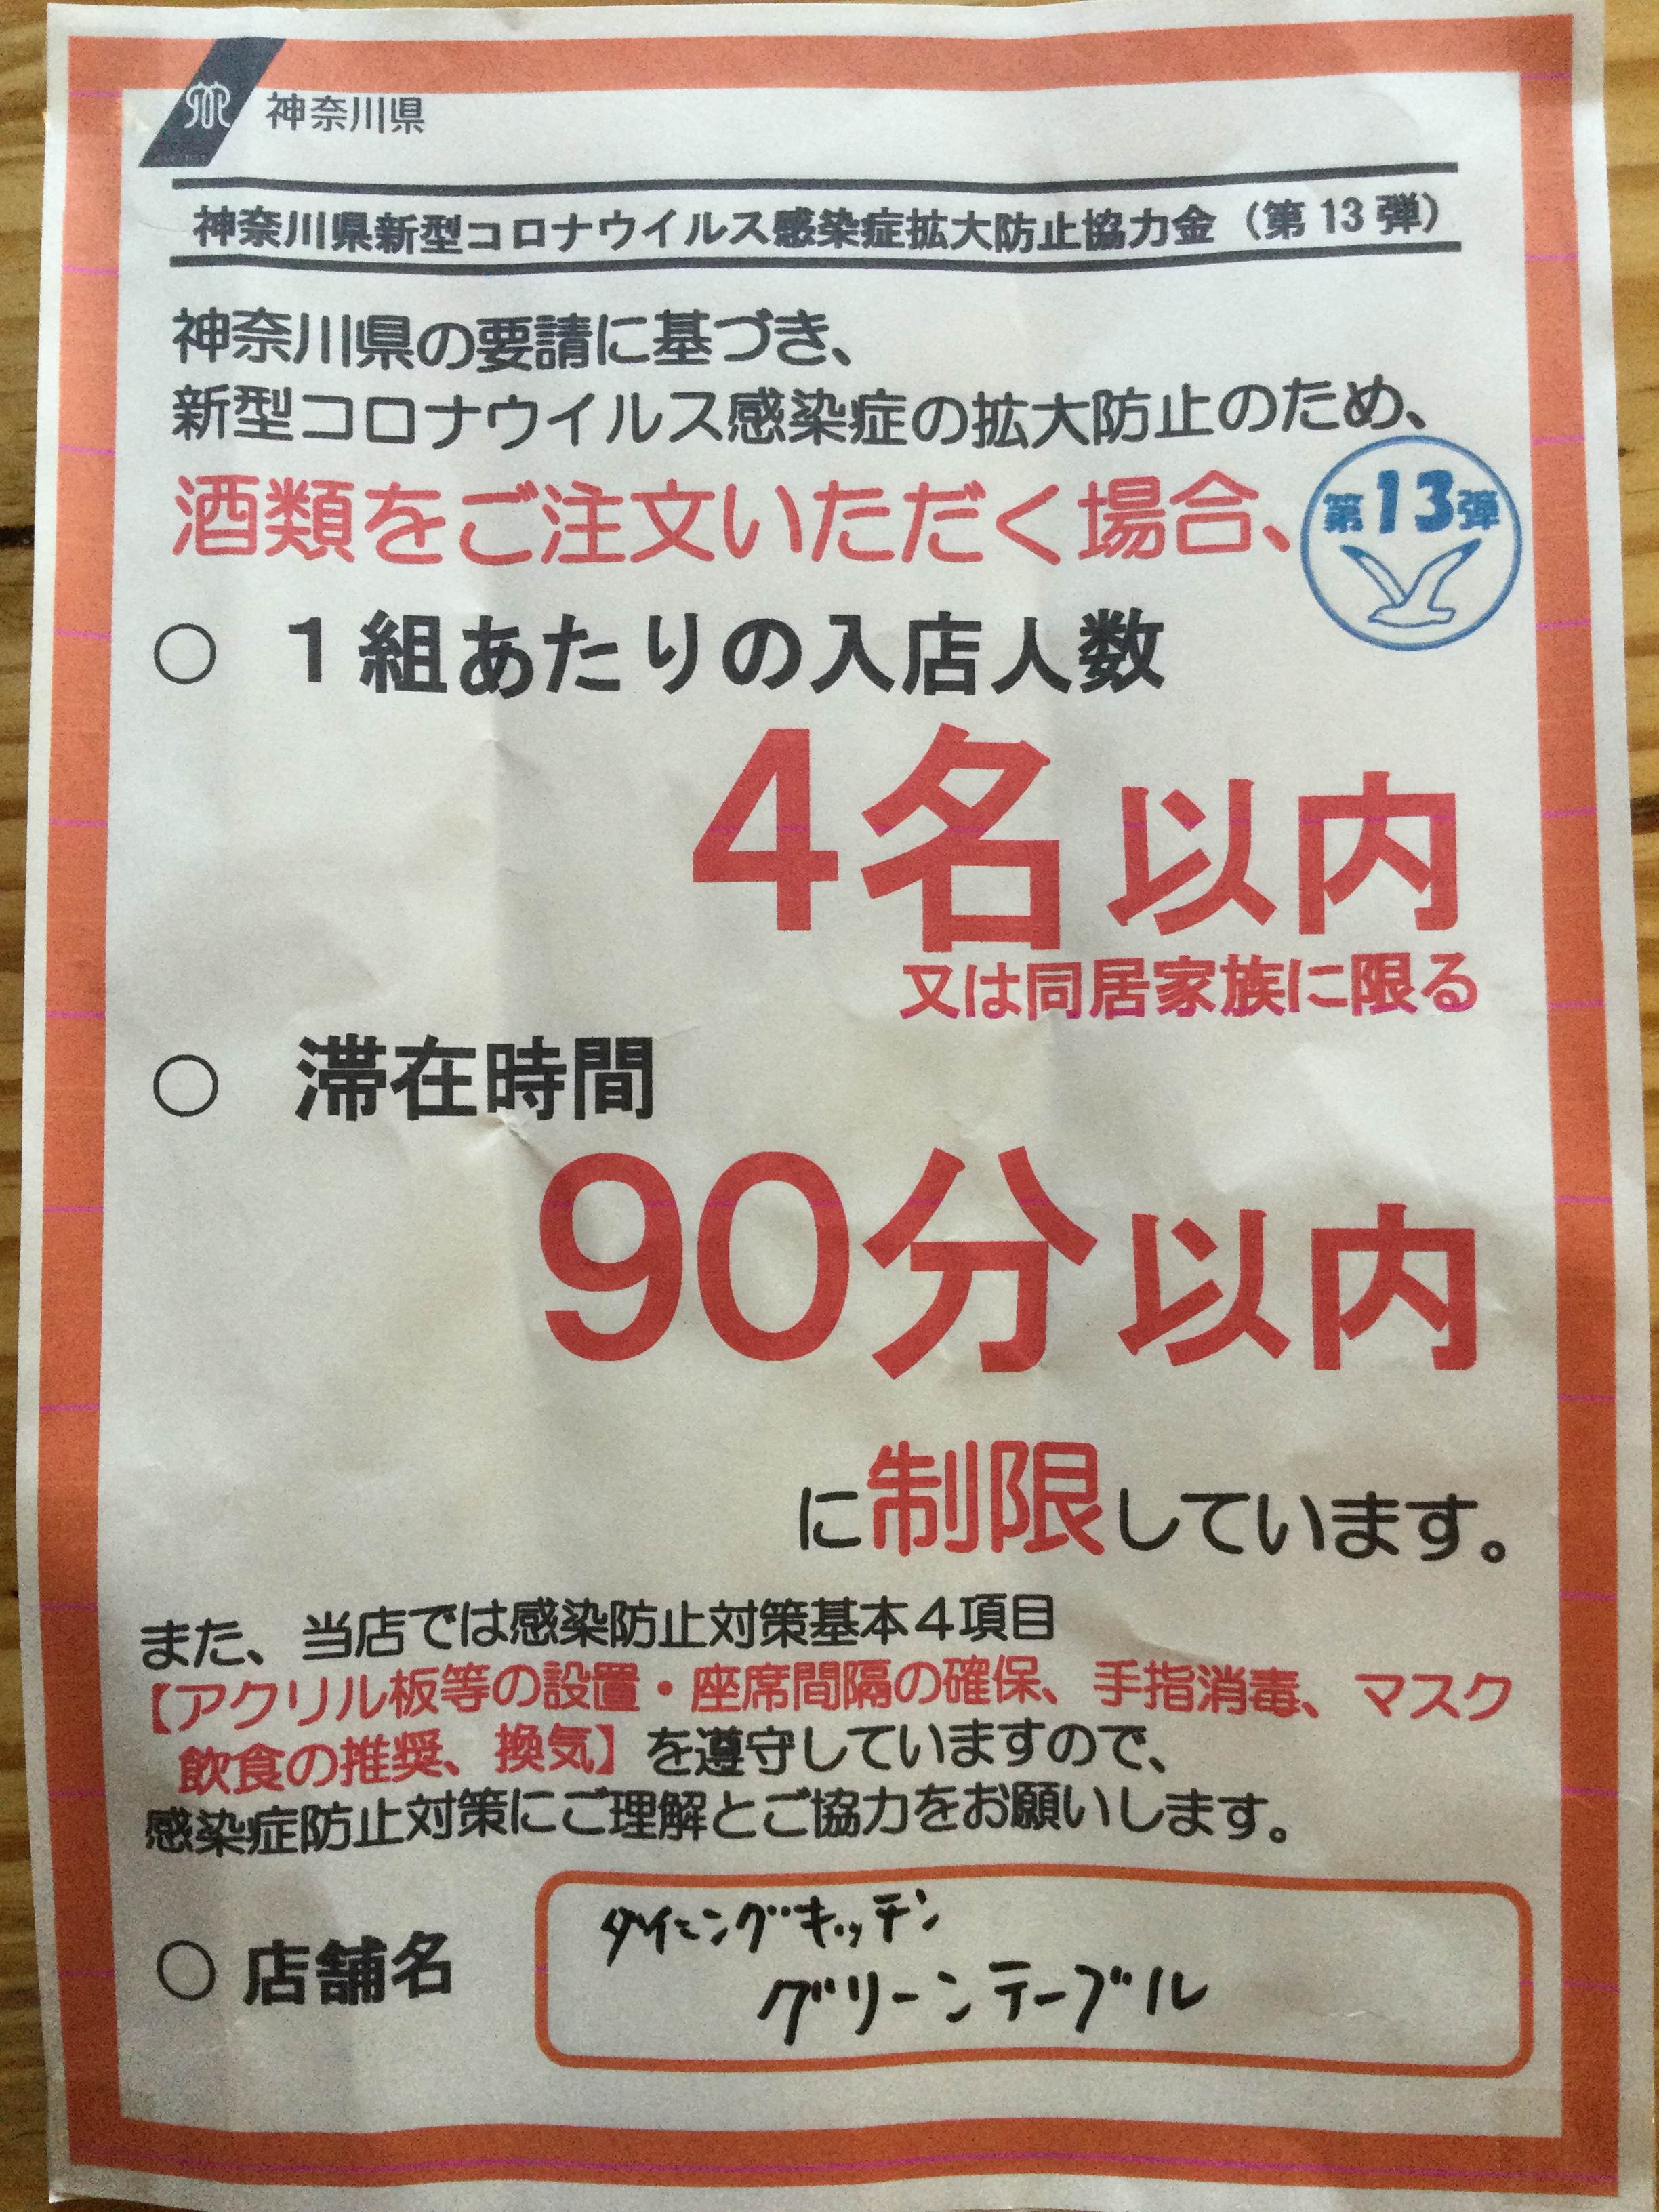 神奈川県
神奈川県新型コロナウイルス感染症拡大防止協力金（第13弾）
神奈川県の要請に基づき、
新型コロナウイルス感染症の拡大防止のため、
酒類をご注文いただく場合、
第13弾
○ 1組あたりの入店人数
4名以内
又は同居家族に限る
○ 滞在時間
90分以内
に制限しています。
また、当店では感染防止対策基本4項目
【アクリル板等の設置・座席間隔の確保、手指消毒、マスク
飲食の推奨、換気】を遵守していますので、
感染症防止対策にご理解とご協力をお願いします。
○ 店舗名
ダイニングキッチン
グリーンテーブル